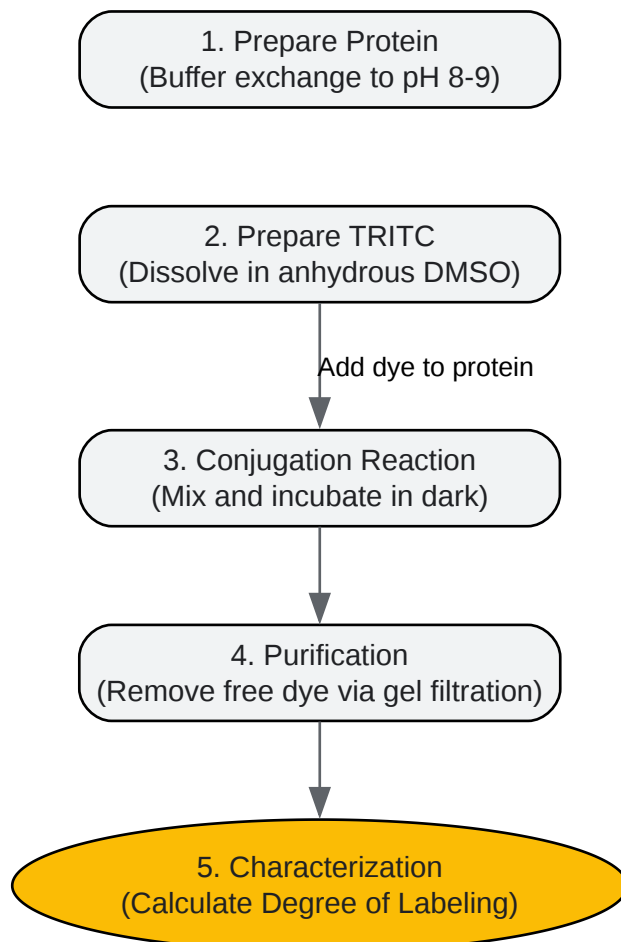 1. Prepare Protein
(Buffer exchange to pH 8-9)
2. Prepare TRITC
(Dissolve in anhydrous DMSO)
Add dye to protein
3. Conjugation Reaction
(Mix and incubate in dark)
4. Purification
(Remove free dye via gel filtration)
5. Characterization
(Calculate Degree of Labeling)